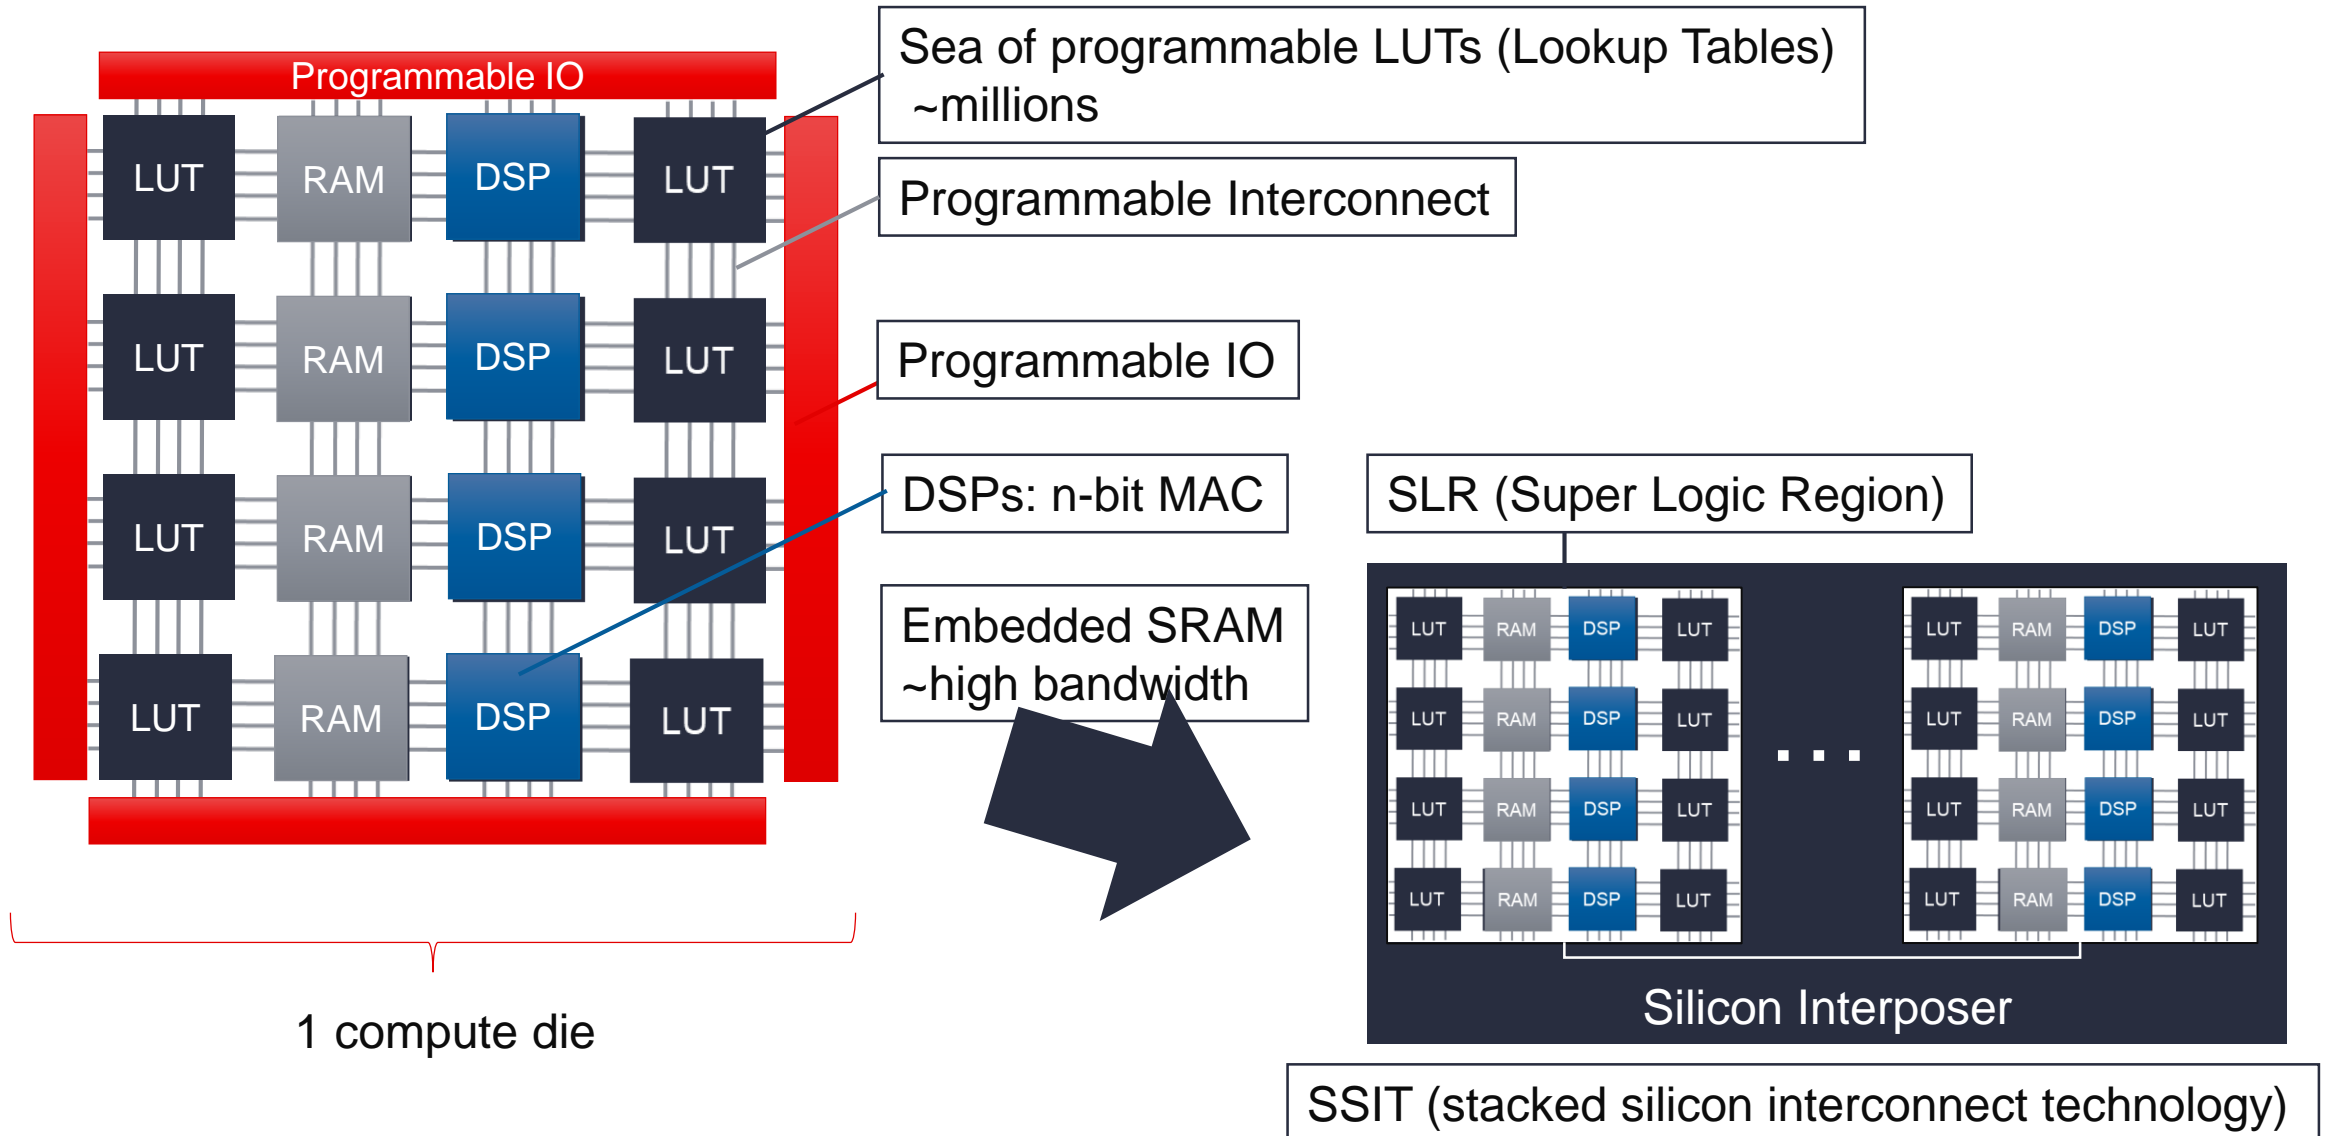 Programmable IO
LUT RAM DSP LUT
LUT RAM DSP LUT
LUT RAM DSP LUT
LUT RAM DSP LUT
1 compute die
Sea of programmable LUTs (Lookup Tables)
~millions
Programmable Interconnect
Programmable IO
DSPs: n-bit MAC
Embedded SRAM
~high bandwidth
SLR (Super Logic Region)
LUT RAM DSP LUT
LUT RAM DSP LUT
LUT RAM DSP LUT
LUT RAM DSP LUT
. . .
LUT RAM DSP LUT
LUT RAM DSP LUT
LUT RAM DSP LUT
LUT RAM DSP LUT
Silicon Interposer
SSIT (stacked silicon interconnect technology)